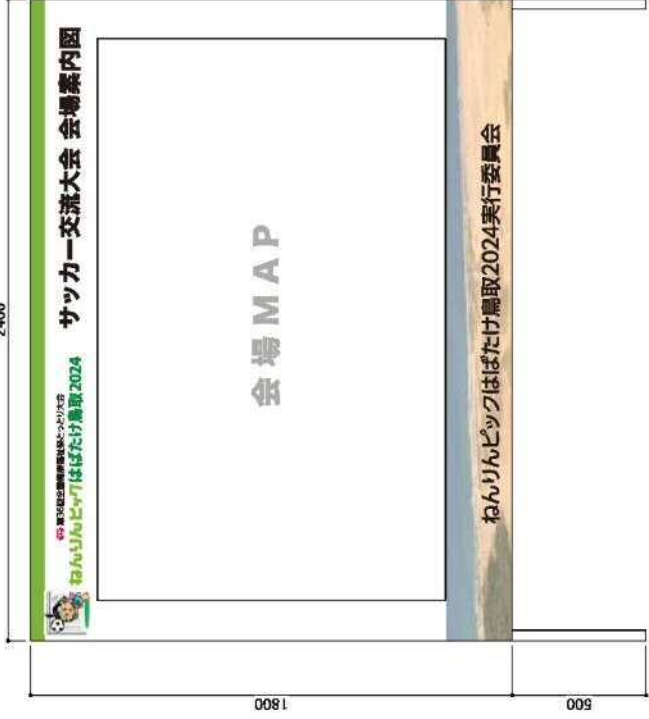 2400
第36回全国健康福祉祭とっとり大会
ねんりんピックはばたけ鳥取2024
サッカー交流大会 会場案内図
会場MAP
ねんりんピックはばたけ鳥取2024実行委員会
1800
500